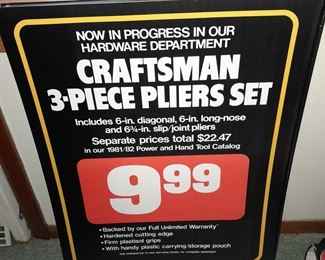 NOW IN PROGRESS IN OUR
HARDWARE DEPARTMENT
CRAFTSMAN
3-PIECE PLIERS SET
Includes 6-in. diagonal, 6-in. long-nose
and 6¾-in. slip/joint pliers
Separate prices total $22.47
in our 1981/82 Power and Hand Tool Catalog
9 99
•Backed by our Full Unlimited Warranty*
•Hardened cutting edge
•Firm plastisol grips
•With handy plastic carrying/storage pouch